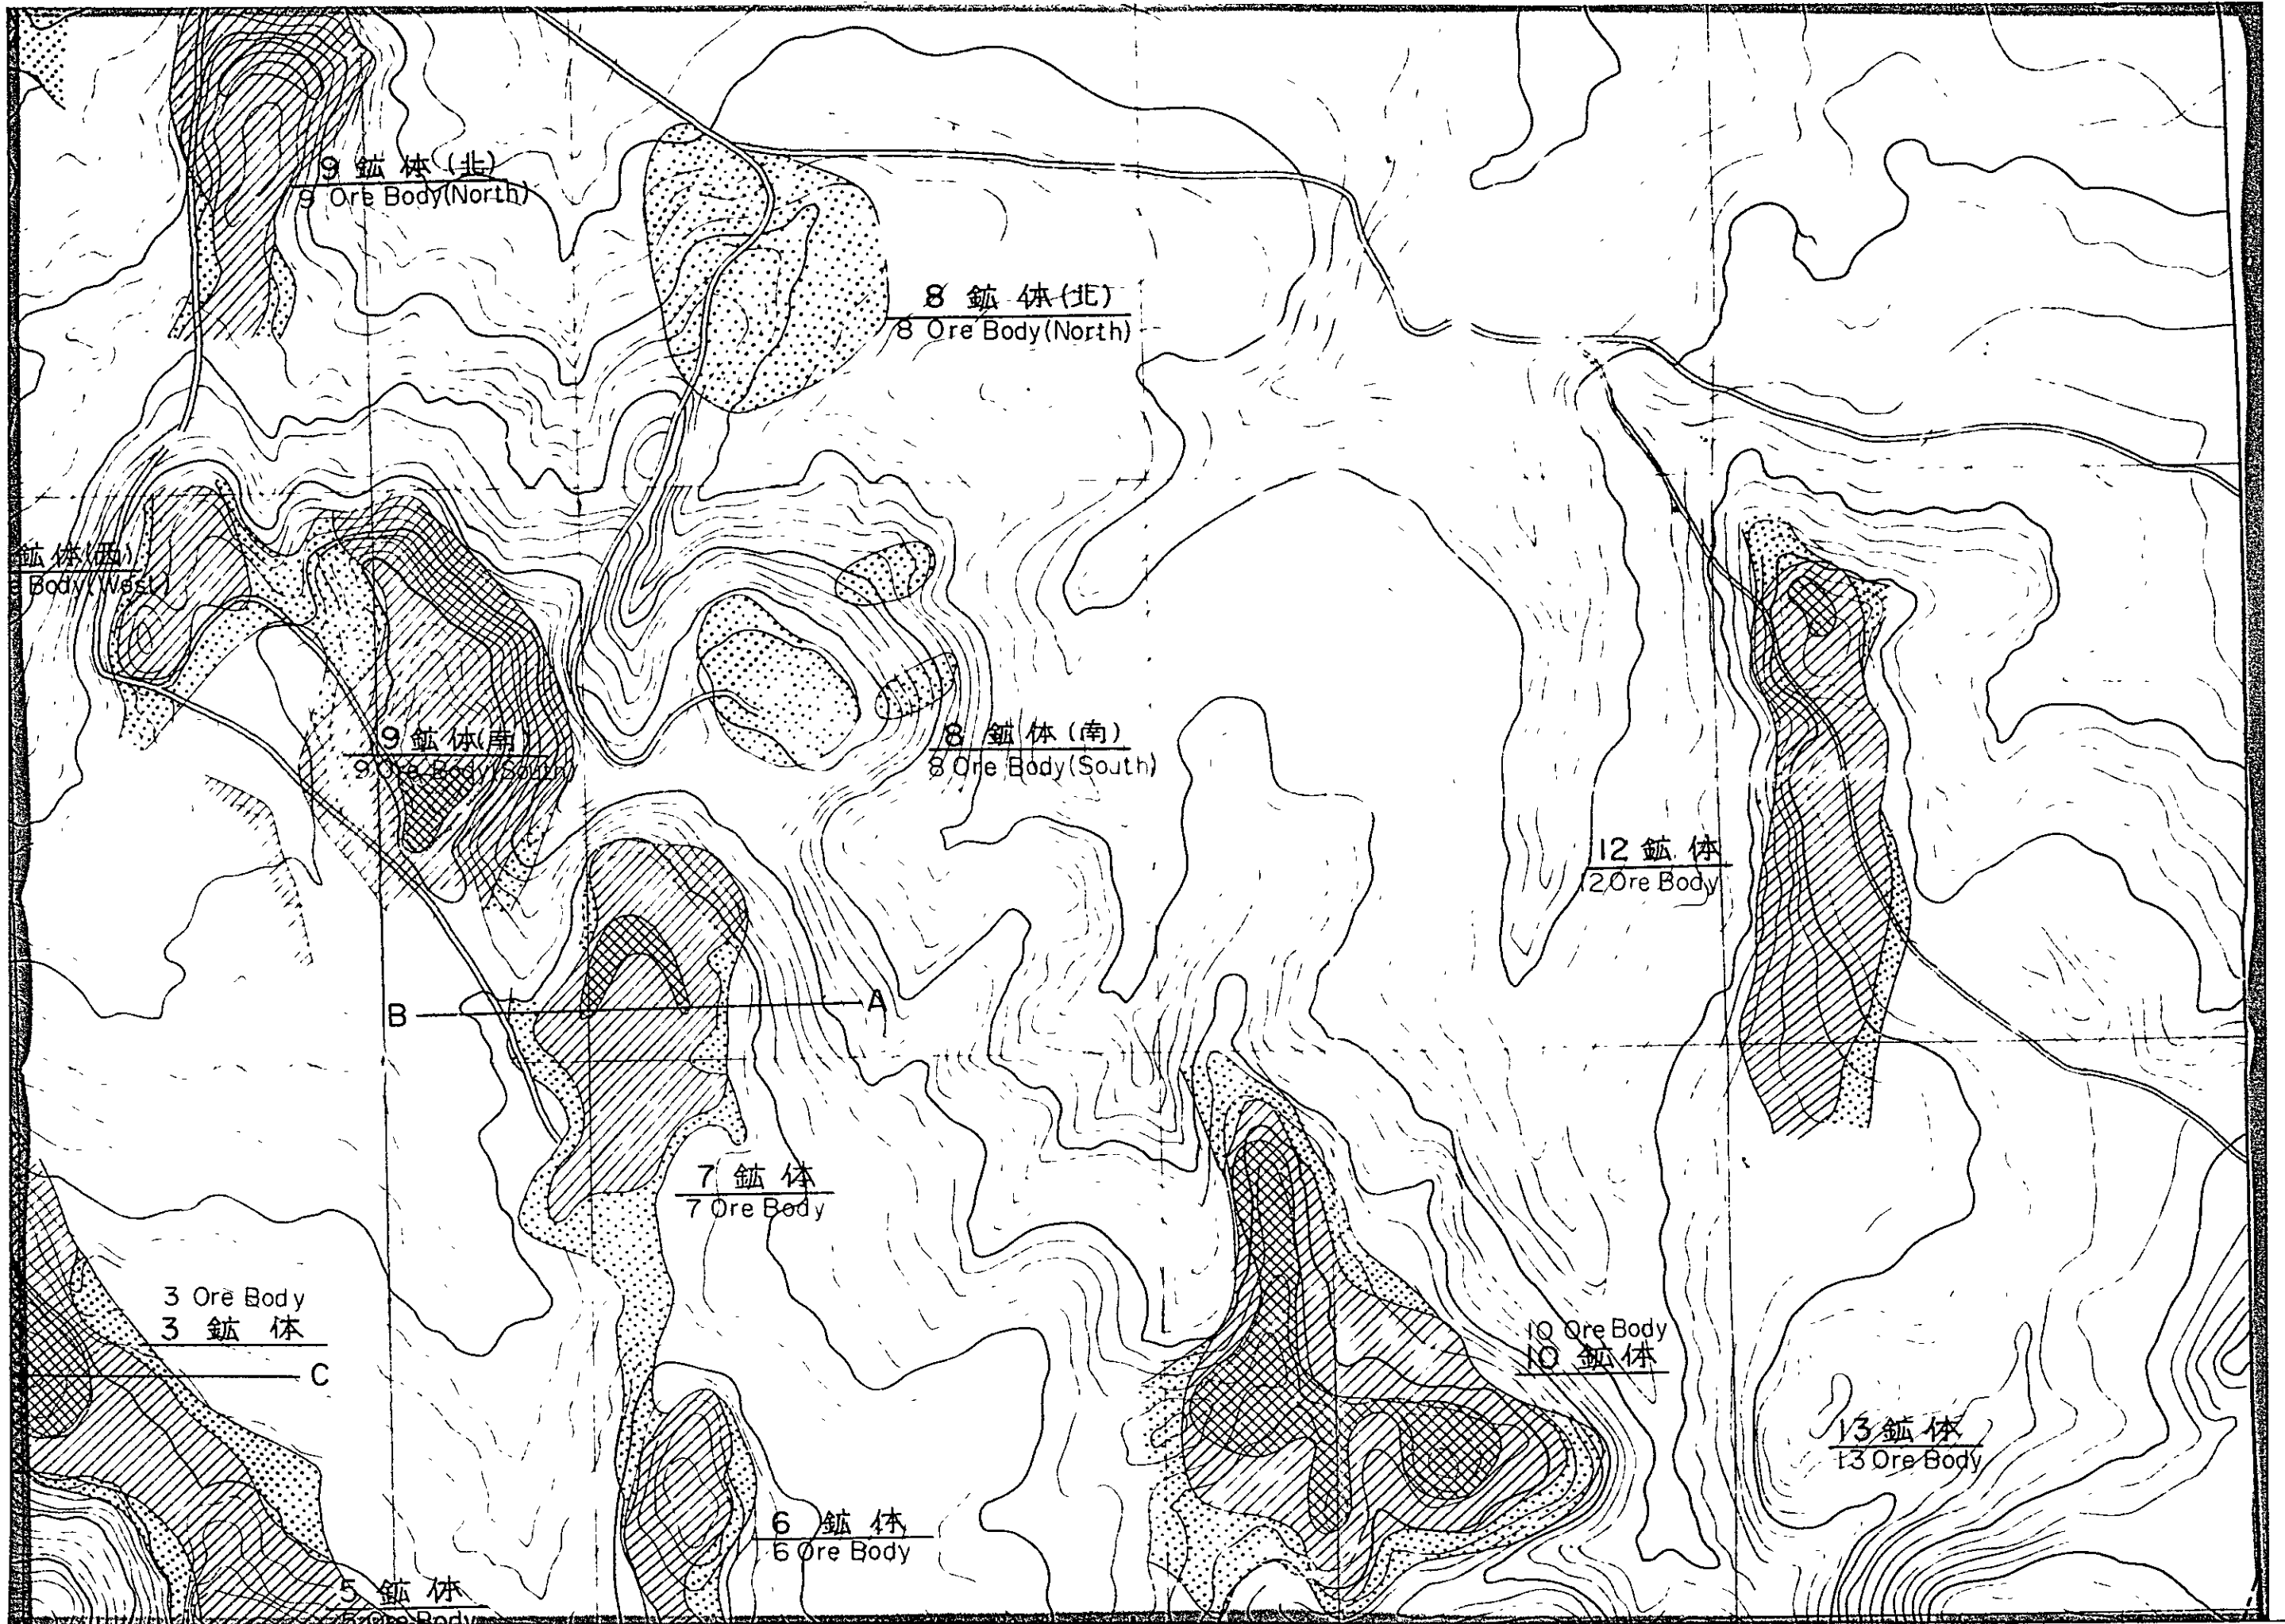 9 鉱体(北)
9 Ore Body(North)
8 鉱体(北)
8 Ore Body(North)
鉱体(西)
e Body(West)
9 鉱体(南)
9 Ore Body(South)
8 鉱体(南)
8 Ore Body(South)
12 鉱体
12 Ore Body
B
A
7 鉱体
7 Ore Body
3 Ore Body
3 鉱体
C
10 Ore Body
10 鉱体
13 鉱体
13 Ore Body
6 鉱体
6 Ore Body
5 鉱体
5 Ore Body